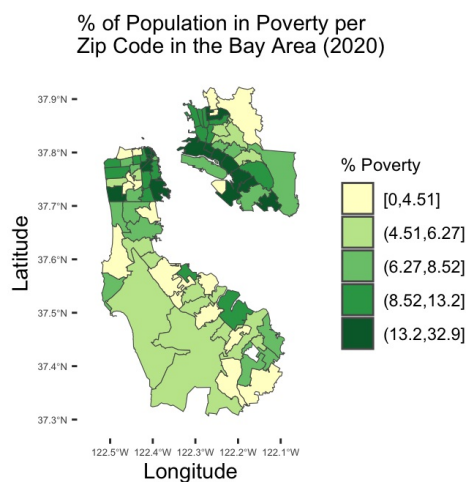 % of Population in Poverty per
Zip Code in the Bay Area (2020)
37.9°N
37.8°N
37.7°N
37.6°N
37.5°N
37.4°N
37.3°N
Latitude
% Poverty
[0,4.51]
(4.51,6.27]
(6.27,8.52]
(8.52,13.2]
(13.2,32.9]
122.5°W 122.4°W 122.3°W 122.2°W 122.1°W
Longitude